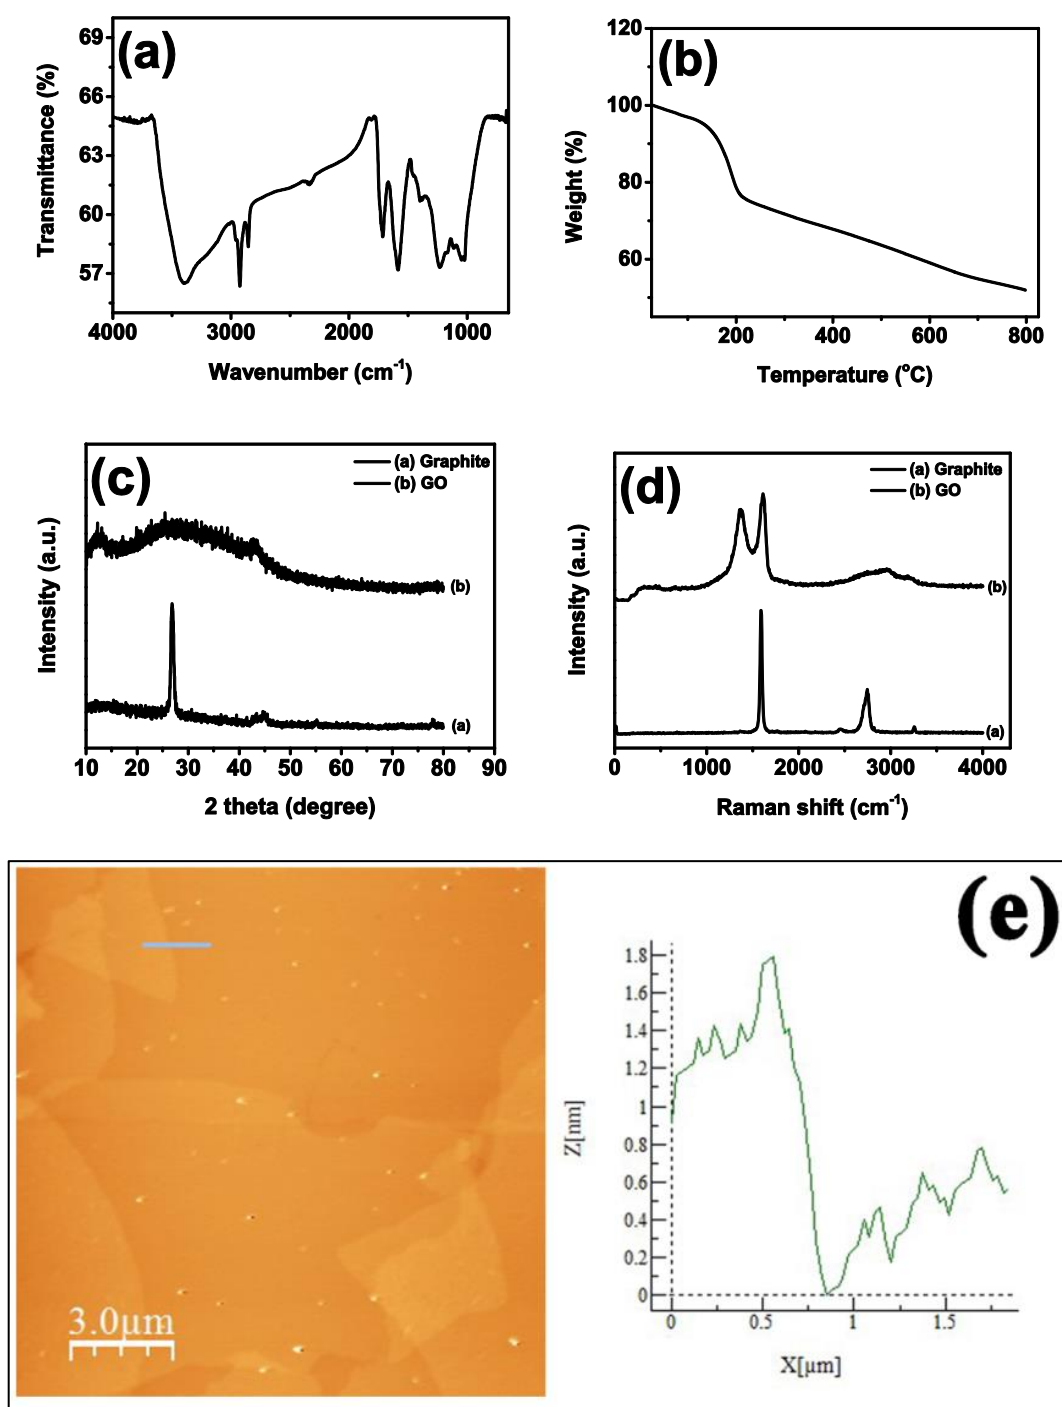 (a)
69
66
63
60
57
Transmittance (%)
4000 3000 2000 1000
Wavenumber (cm⁻¹)
(b)
120
100
80
60
Weight (%)
200 400 600 800
Temperature (°C)
(c)
(a) Graphite
(b) GO
(b)
(a)
Intensity (a.u.)
10 20 30 40 50 60 70 80 90
2 theta (degree)
(d)
(a) Graphite
(b) GO
(b)
(a)
Intensity (a.u.)
0 1000 2000 3000 4000
Raman shift (cm⁻¹)
3.0µm
(e)
1.8
1.6
1.4
1.2
1
0.8
0.6
0.4
0.2
0
Z[nm]
0 0.5 1 1.5
X[µm]